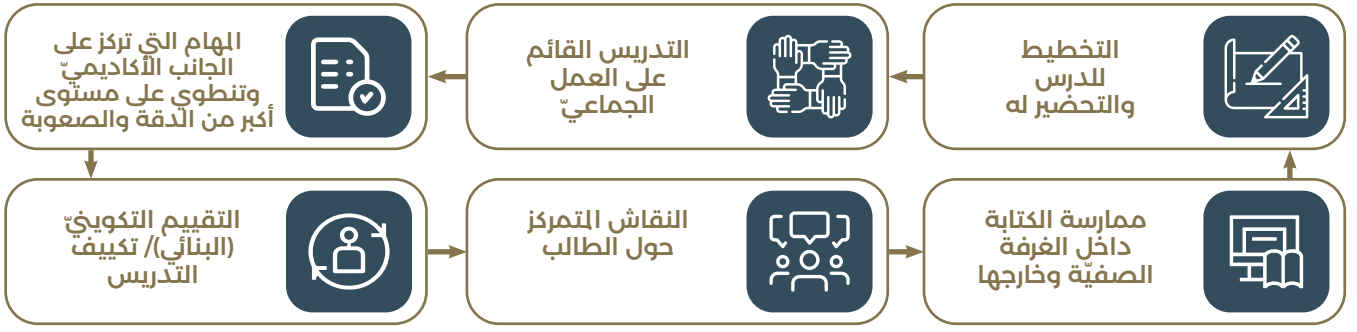 التخطيط
للدرس
والتحضير له
التدريس القائم
على العمل
الجماعيّ
المهام التي تركز على
الجانب الأكاديميّ
وتنطوي على مستوى
أكبر من الدقة والصعوبة
التقييم التكوينيّ
(البنائي)/ تكييف
التدريس
النقاش المتمركز
حول الطالب
ممارسة الكتابة
داخل الغرفة
الصفيّة وخارجها